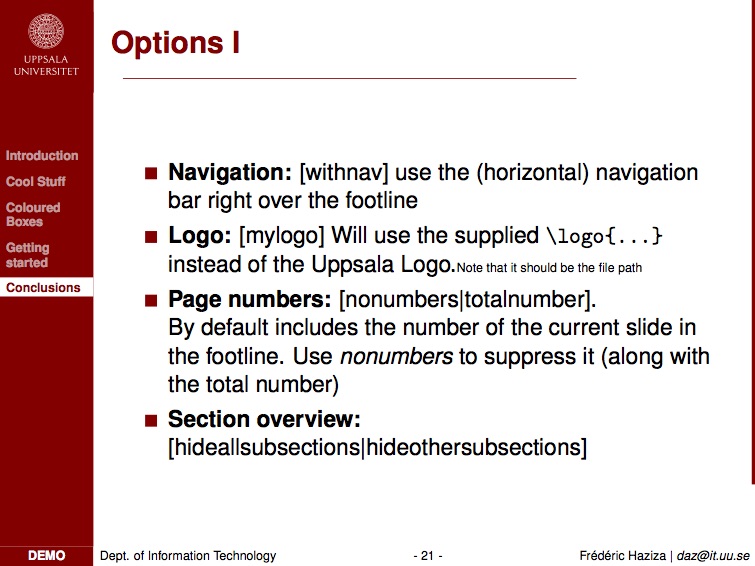 UPPSALA
UNIVERSITET
Options I
Introduction
Cool Stuff
Coloured
Boxes
Getting
started
Conclusions
Navigation: [withnav] use the (horizontal) navigation
bar right over the footline
Logo: [mylogo] Will use the supplied \logo{...}
instead of the Uppsala Logo.Note that it should be the file path
Page numbers: [nonumbers|totalnumber].
By default includes the number of the current slide in
the footline. Use nonumbers to suppress it (along with
the total number)
Section overview:
[hideallsubsections|hideothersubsections]
DEMO
Dept. of Information Technology
- 21 -
Frédéric Haziza | daz@it.uu.se